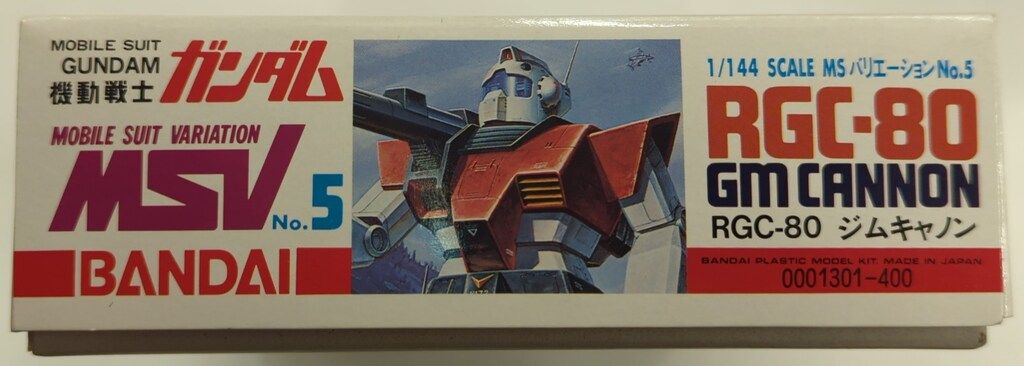 MOBILE SUIT
GUNDAM
機動戦士 ガンダム
MOBILE SUIT VARIATION
MSV No.5
BANDAI
1/144 SCALE MSバリエーションNo.5
RGC-80
GM CANNON
RGC-80 ジムキャノン
BANDAI PLASTIC MODEL KIT. MADE IN JAPAN
0001301-400